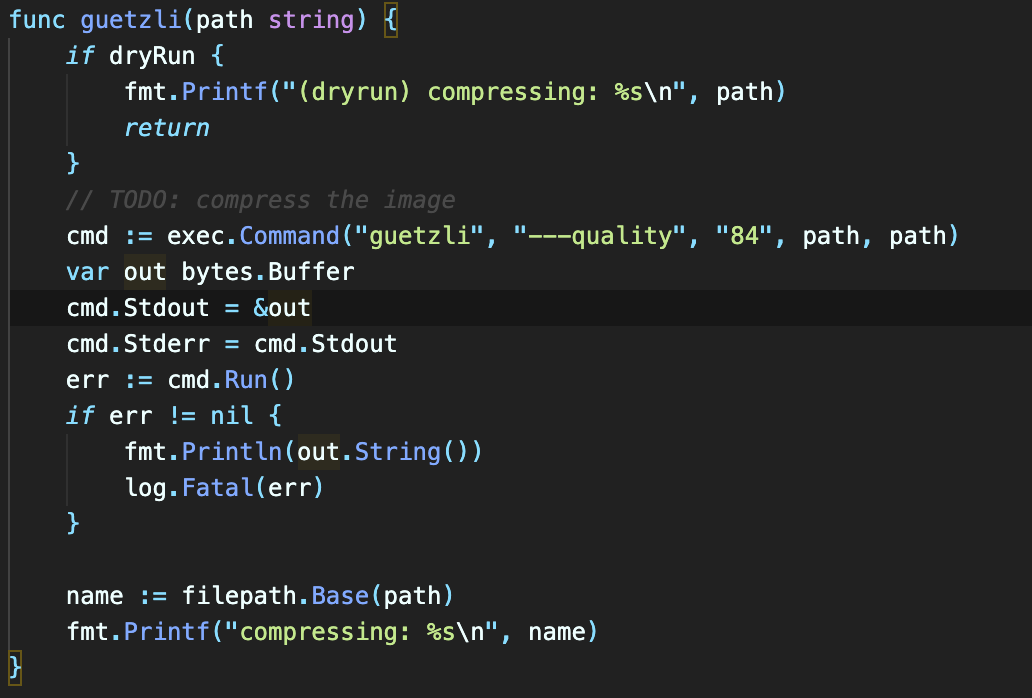 func guetzli(path string) {
    if dryRun {
        fmt.Printf("(dryrun) compressing: %s\n", path)
        return
    }
    // TODO: compress the image
    cmd := exec.Command("guetzli", "---quality", "84", path, path)
    var out bytes.Buffer
    cmd.Stdout = &out
    cmd.Stderr = cmd.Stdout
    err := cmd.Run()
    if err != nil {
        fmt.Println(out.String())
        log.Fatal(err)
    }

    name := filepath.Base(path)
    fmt.Printf("compressing: %s\n", name)
}